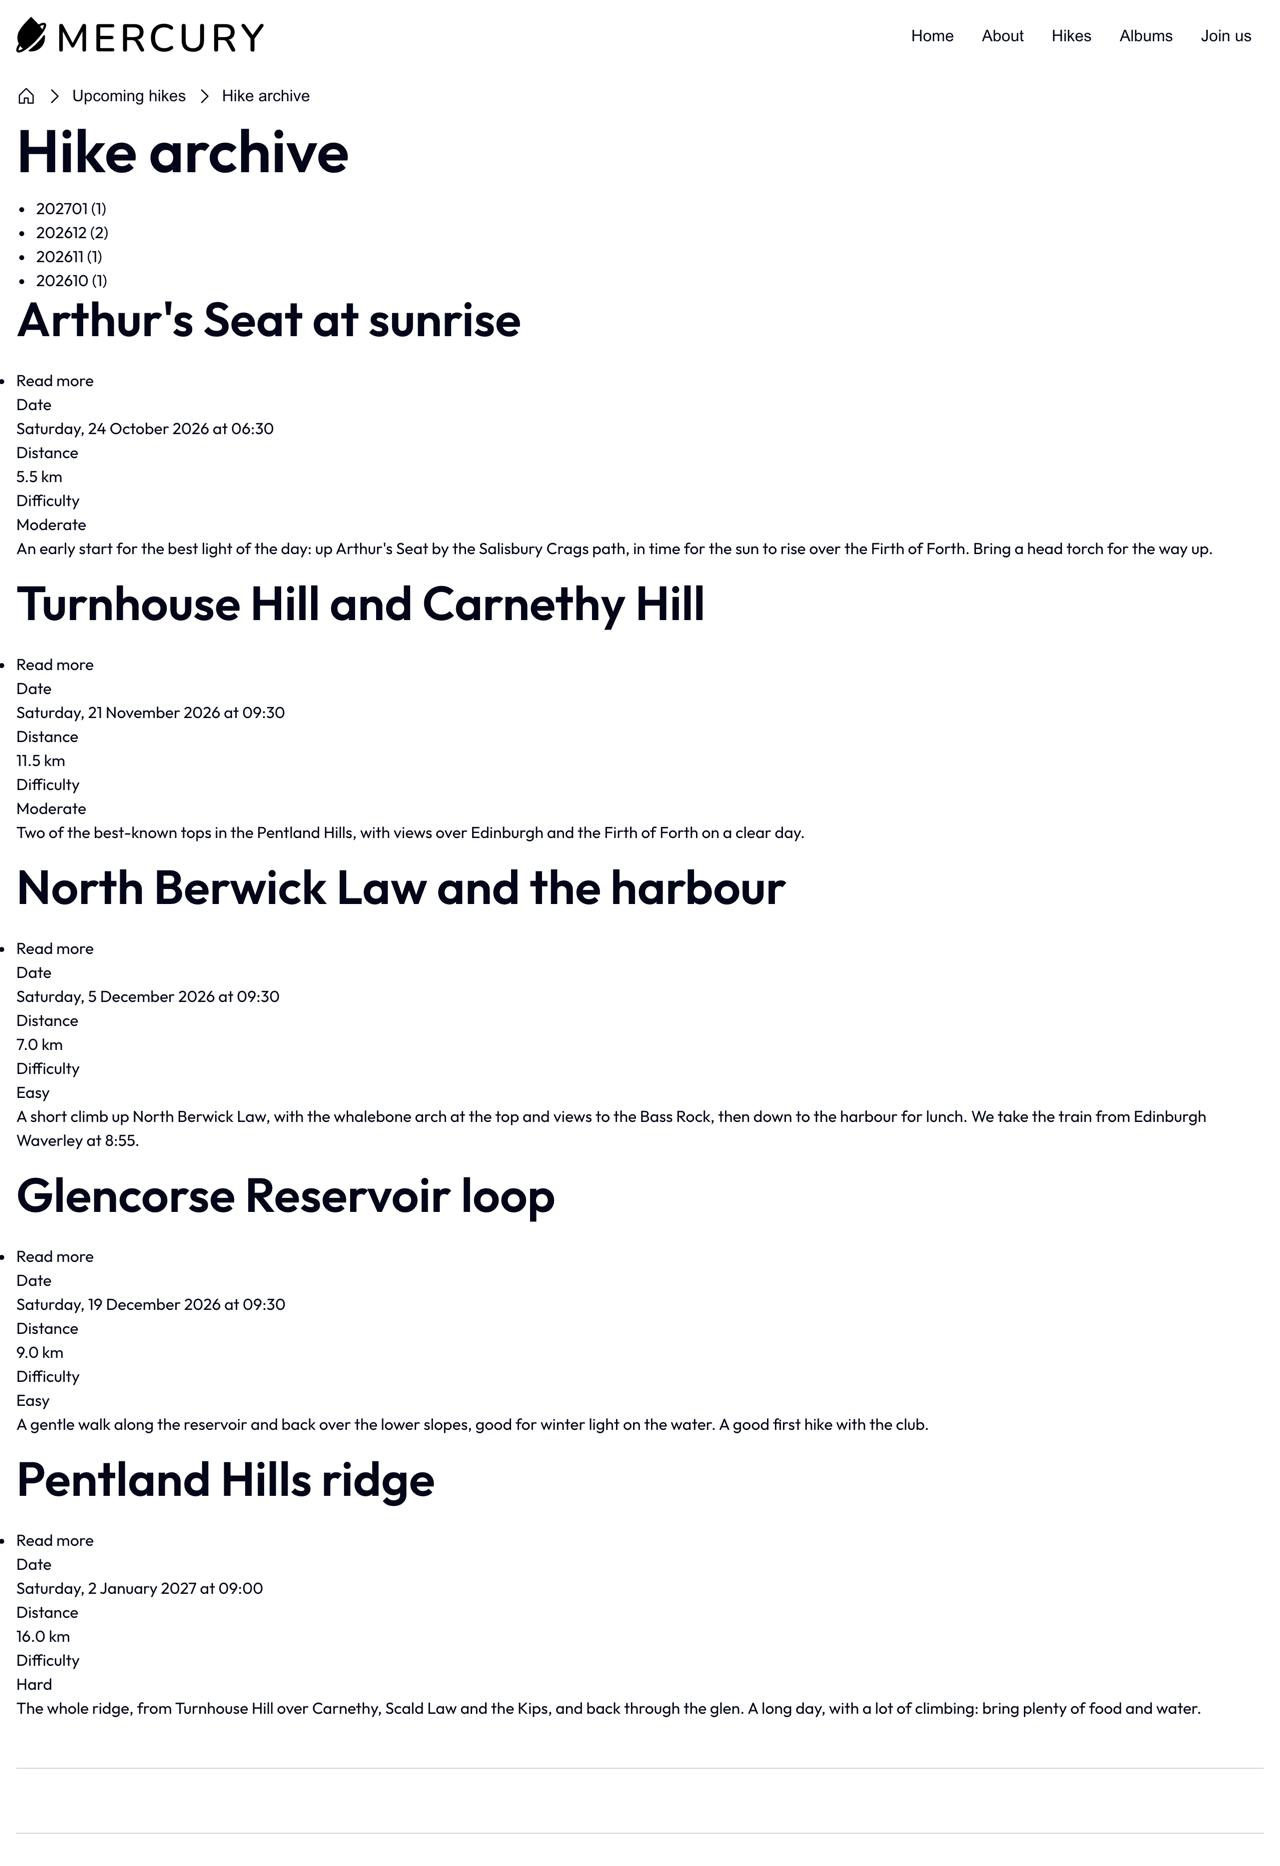 MERCURY
Home About Hikes Albums Join us
Upcoming hikes Hike archive
Hike archive
202701 (1)
202612 (2)
202611 (1)
202610 (1)
Arthur's Seat at sunrise
Read more
Date
Saturday, 24 October 2026 at 06:30
Distance
5.5 km
Difficulty
Moderate
An early start for the best light of the day: up Arthur's Seat by the Salisbury Crags path, in time for the sun to rise over the Firth of Forth. Bring a head torch for the way up.
Turnhouse Hill and Carnethy Hill
Read more
Date
Saturday, 21 November 2026 at 09:30
Distance
11.5 km
Difficulty
Moderate
Two of the best-known tops in the Pentland Hills, with views over Edinburgh and the Firth of Forth on a clear day.
North Berwick Law and the harbour
Read more
Date
Saturday, 5 December 2026 at 09:30
Distance
7.0 km
Difficulty
Easy
A short climb up North Berwick Law, with the whalebone arch at the top and views to the Bass Rock, then down to the harbour for lunch. We take the train from Edinburgh
Waverley at 8:55.
Glencorse Reservoir loop
Read more
Date
Saturday, 19 December 2026 at 09:30
Distance
9.0 km
Difficulty
Easy
A gentle walk along the reservoir and back over the lower slopes, good for winter light on the water. A good first hike with the club.
Pentland Hills ridge
Read more
Date
Saturday, 2 January 2027 at 09:00
Distance
16.0 km
Difficulty
Hard
The whole ridge, from Turnhouse Hill over Carnethy, Scald Law and the Kips, and back through the glen. A long day, with a lot of climbing: bring plenty of food and water.